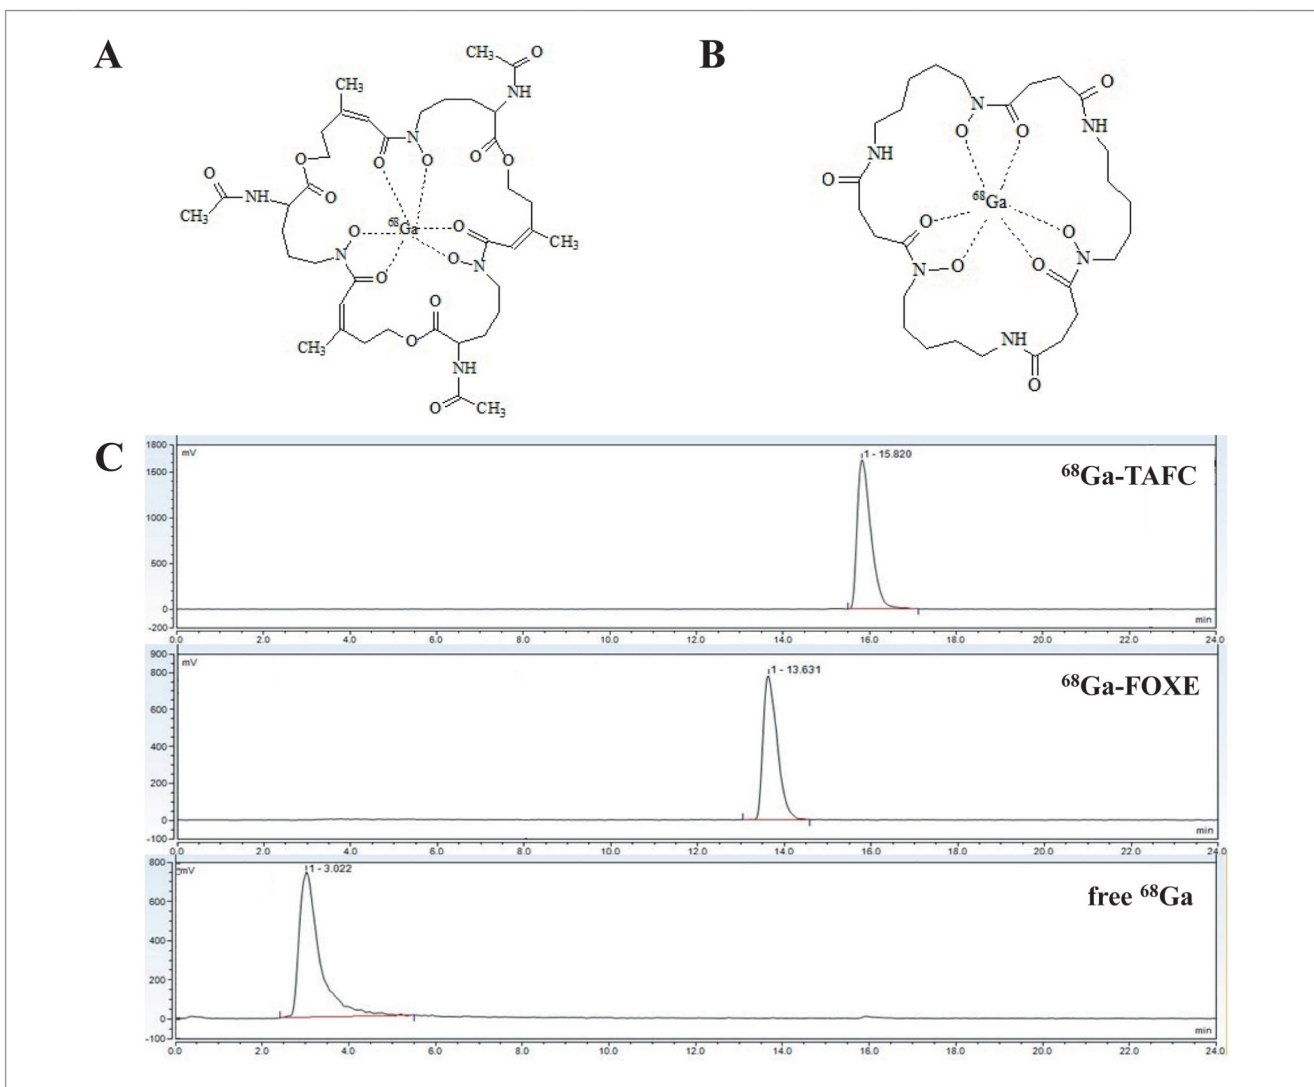 A
B
CH₃
O
NH
CH₃
O
N
O
O
O
O
O
O
O
NH
CH₃
O
⁶⁸Ga
O
O
N
O
CH₃
O
N
O
O
CH₃
O
NH
O
CH₃
N
O
O
O
NH
NH
O
⁶⁸Ga
O
O
N
O
O
N
O
NH
O
C
1800
mV
1 - 15.820
⁶⁸Ga-TAFC
1500
1000
500
0
-200
min
0.0 2.0 4.0 6.0 8.0 10.0 12.0 14.0 16.0 18.0 20.0 22.0 24.0
900
mV
1 - 13.631
⁶⁸Ga-FOXE
800
600
400
200
0
-100
min
0.0 2.0 4.0 6.0 8.0 10.0 12.0 14.0 16.0 18.0 20.0 22.0 24.0
800
mV
1 - 3.022
free ⁶⁸Ga
600
400
200
0
-100
min
0.0 2.0 4.0 6.0 8.0 10.0 12.0 14.0 16.0 18.0 20.0 22.0 24.0